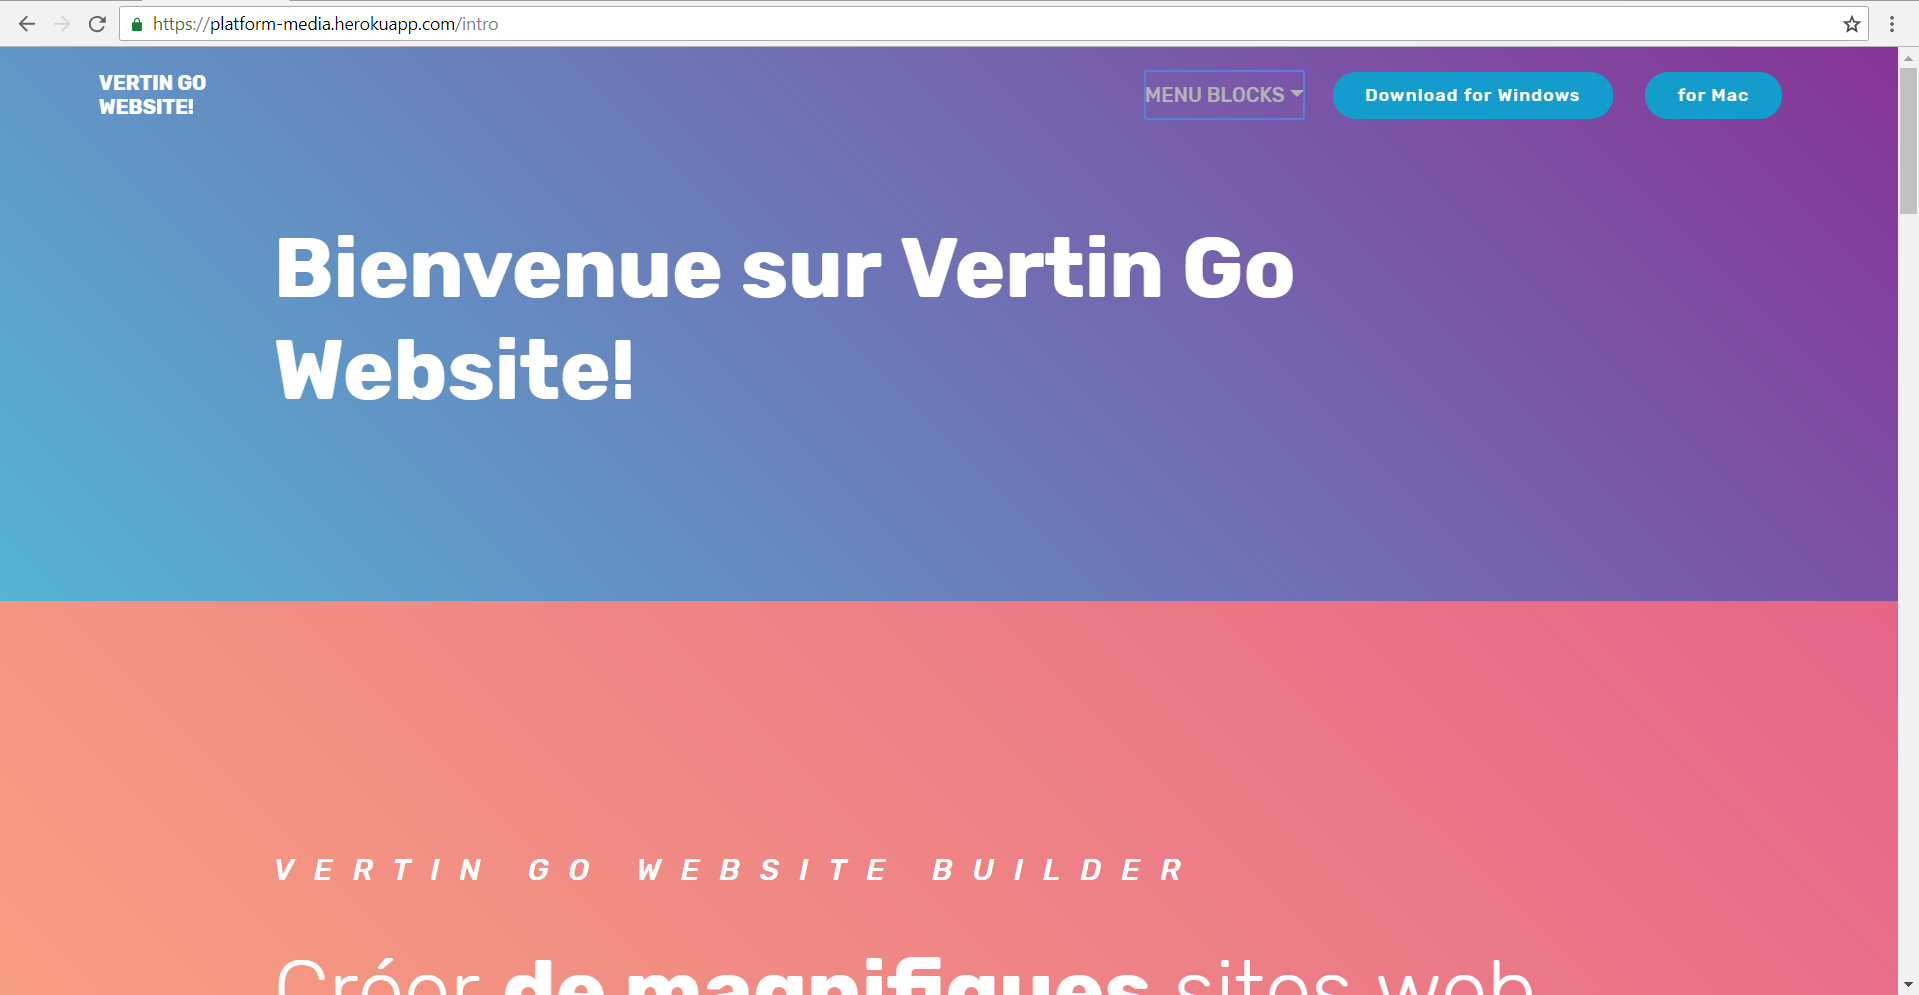 https://platform-media.herokuapp.com/intro
VERTIN GO
WEBSITE!
MENU BLOCKS
Download for Windows
for Mac
Bienvenue sur Vertin Go
Website!
VERTIN GO WEBSITE BUILDER
Créer de magnifiques sites web